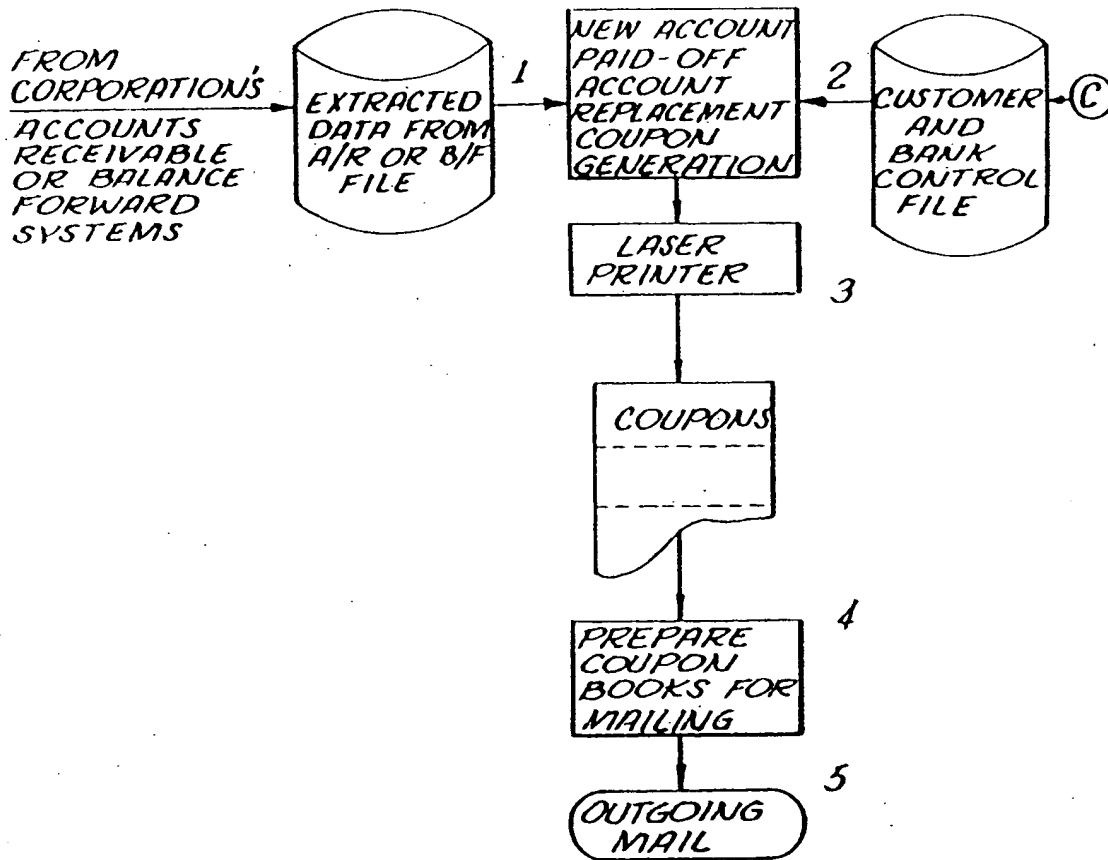 FROM
CORPORATION'S
ACCOUNTS
RECEIVABLE
OR BALANCE
FORWARD
SYSTEMS
EXTRACTED
DATA FROM
A/R OR B/F
FILE
1
NEW ACCOUNT
PAID-OFF
ACCOUNT
REPLACEMENT
COUPON
GENERATION
2
CUSTOMER
AND
BANK
CONTROL
FILE
C
LASER
PRINTER
3
COUPONS
4
PREPARE
COUPON
BOOKS FOR
MAILING
5
OUTGOING
MAIL